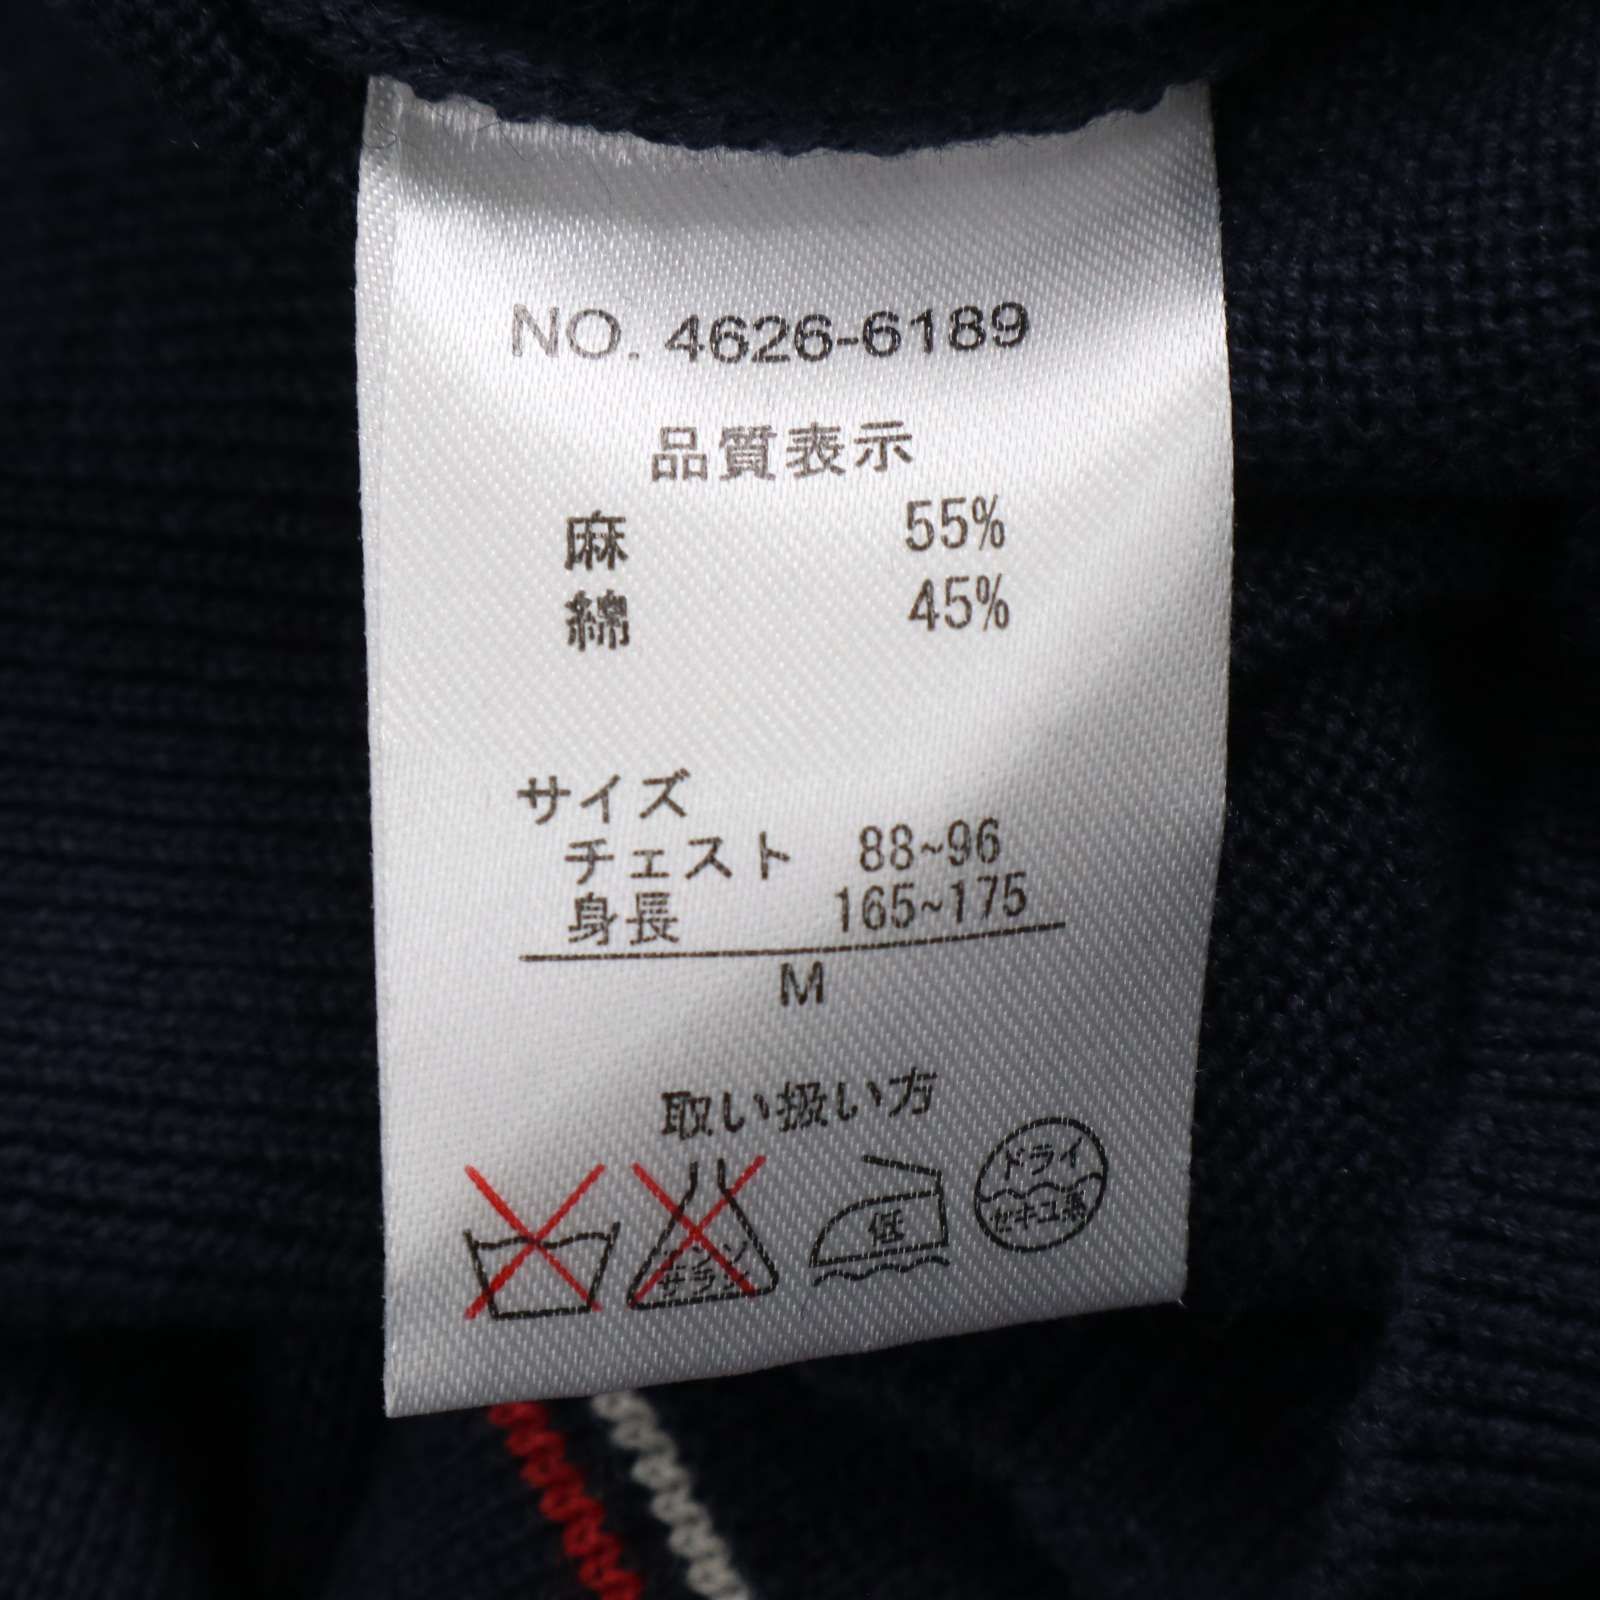 NO. 4626-6189
品質表示
麻 55%
綿 45%
サイズ
チェスト 88~96
身長 165~175
M
取い扱い方
低
ドライ
セキユ系